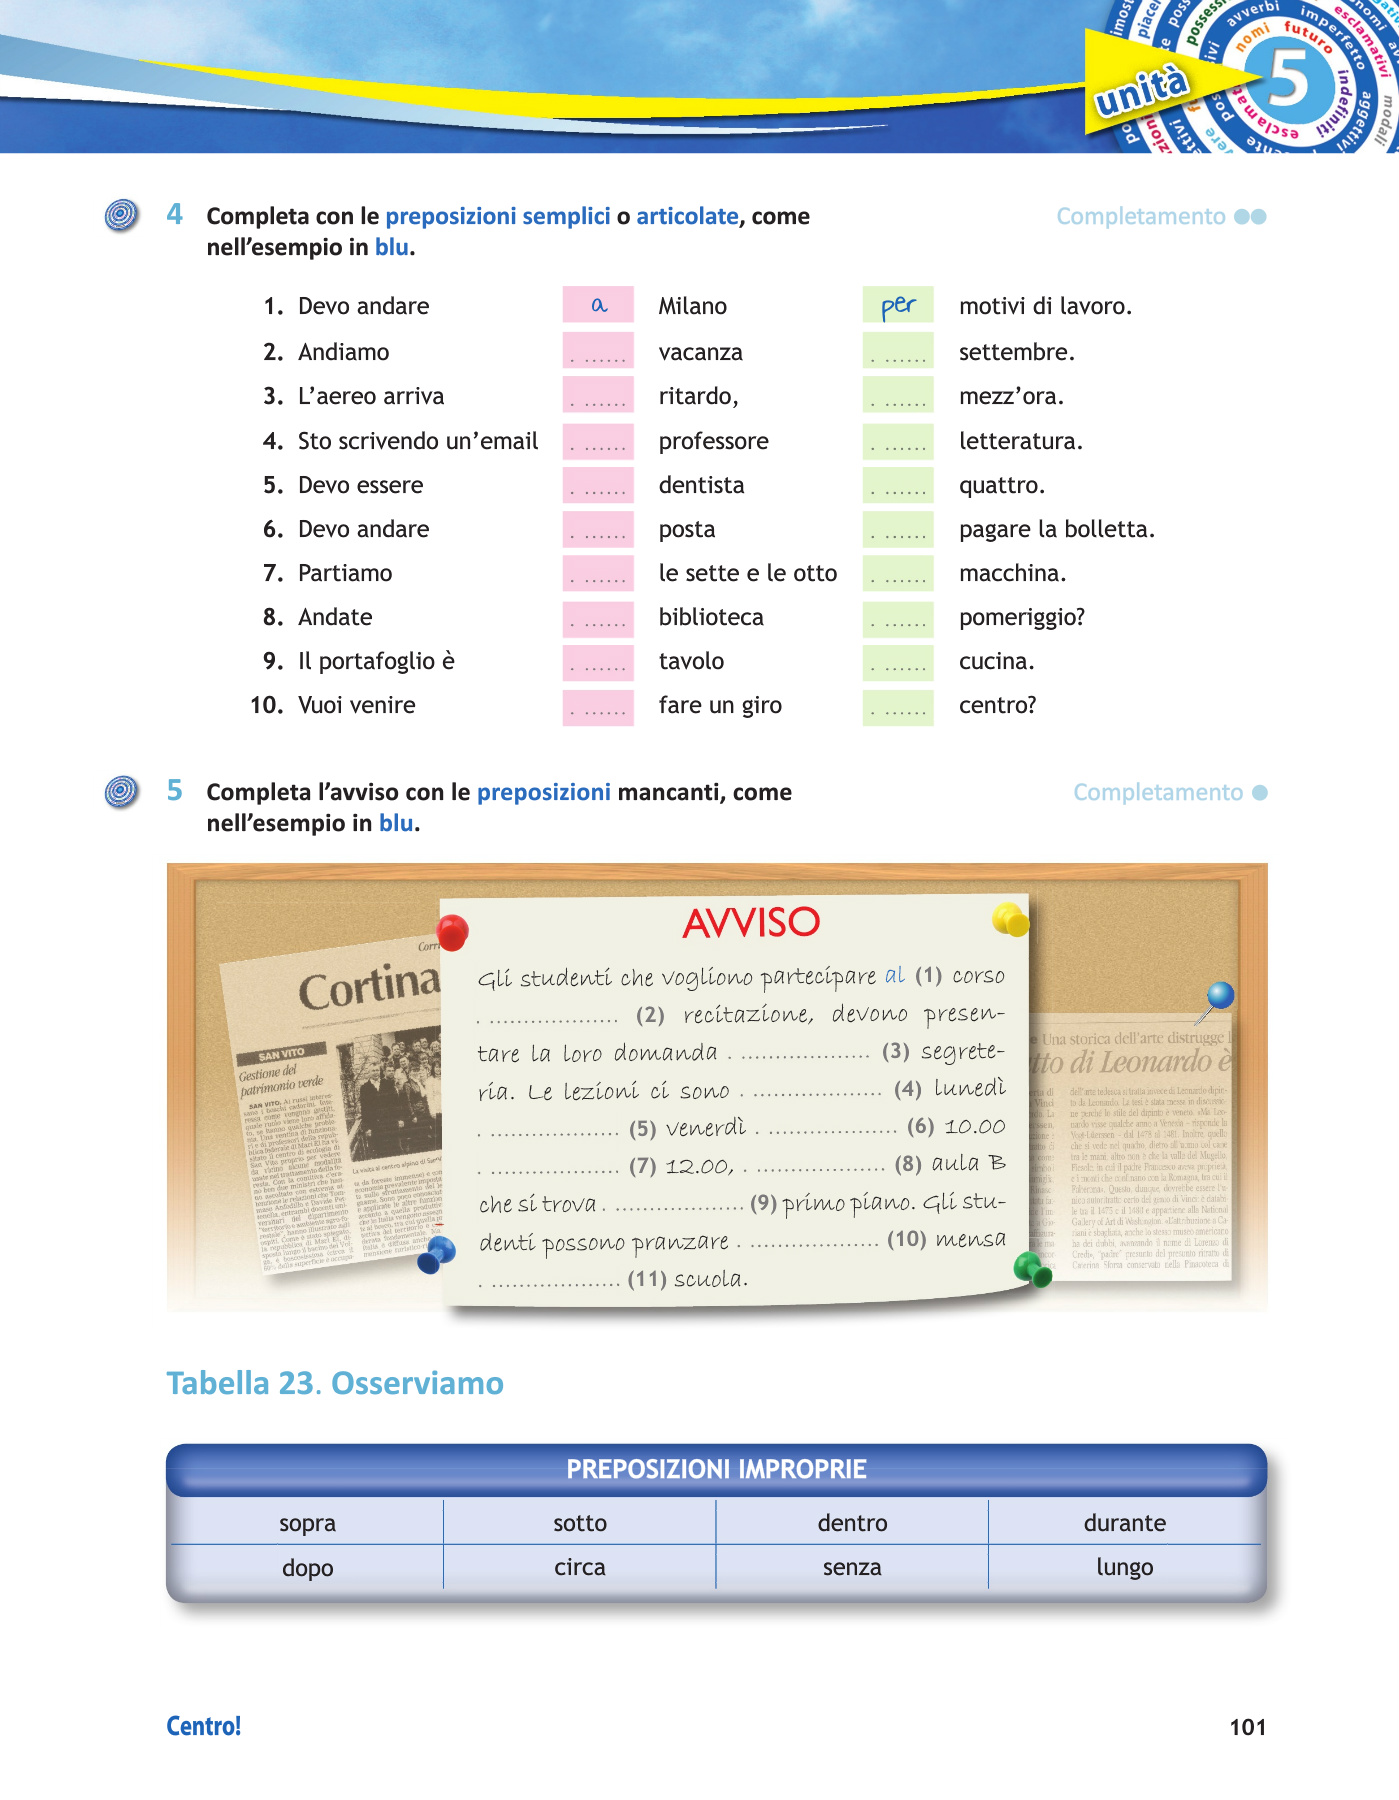 unità
5
4 Completa con le preposizioni semplici o articolate, come
nell'esempio in blu.
Completamento
1. Devo andare a Milano per motivi di lavoro.
2. Andiamo . ...... vacanza . ...... settembre.
3. L'aereo arriva . ...... ritardo, . ...... mezz'ora.
4. Sto scrivendo un'email . ...... professore . ...... letteratura.
5. Devo essere . ...... dentista . ...... quattro.
6. Devo andare . ...... posta . ...... pagare la bolletta.
7. Partiamo . ...... le sette e le otto . ...... macchina.
8. Andate . ...... biblioteca . ...... pomeriggio?
9. Il portafoglio è . ...... tavolo . ...... cucina.
10. Vuoi venire . ...... fare un giro . ...... centro?
5 Completa l'avviso con le preposizioni mancanti, come
nell'esempio in blu.
Completamento
AVVISO
Gli studenti che vogliono partecipare al (1) corso
. ................... (2) recitazione, devono presen-
tare la loro domanda . ................... (3) segrete-
ria. Le lezioni ci sono . ................... (4) lunedì
. ................... (5) venerdì . ................... (6) 10.00
. ................... (7) 12.00, . ................... (8) aula B
che si trova . ................... (9) primo piano. Gli stu-
denti possono pranzare . ................... (10) mensa
. ................... (11) scuola.
Cortina
SAN VITO
Gestione del
patrimonio verde
Una storica dell'arte distrugge l
tto di Leonardo è
Tabella 23. Osserviamo
PREPOSIZIONI IMPROPRIE
sopra sotto dentro durante
dopo circa senza lungo
Centro!
101